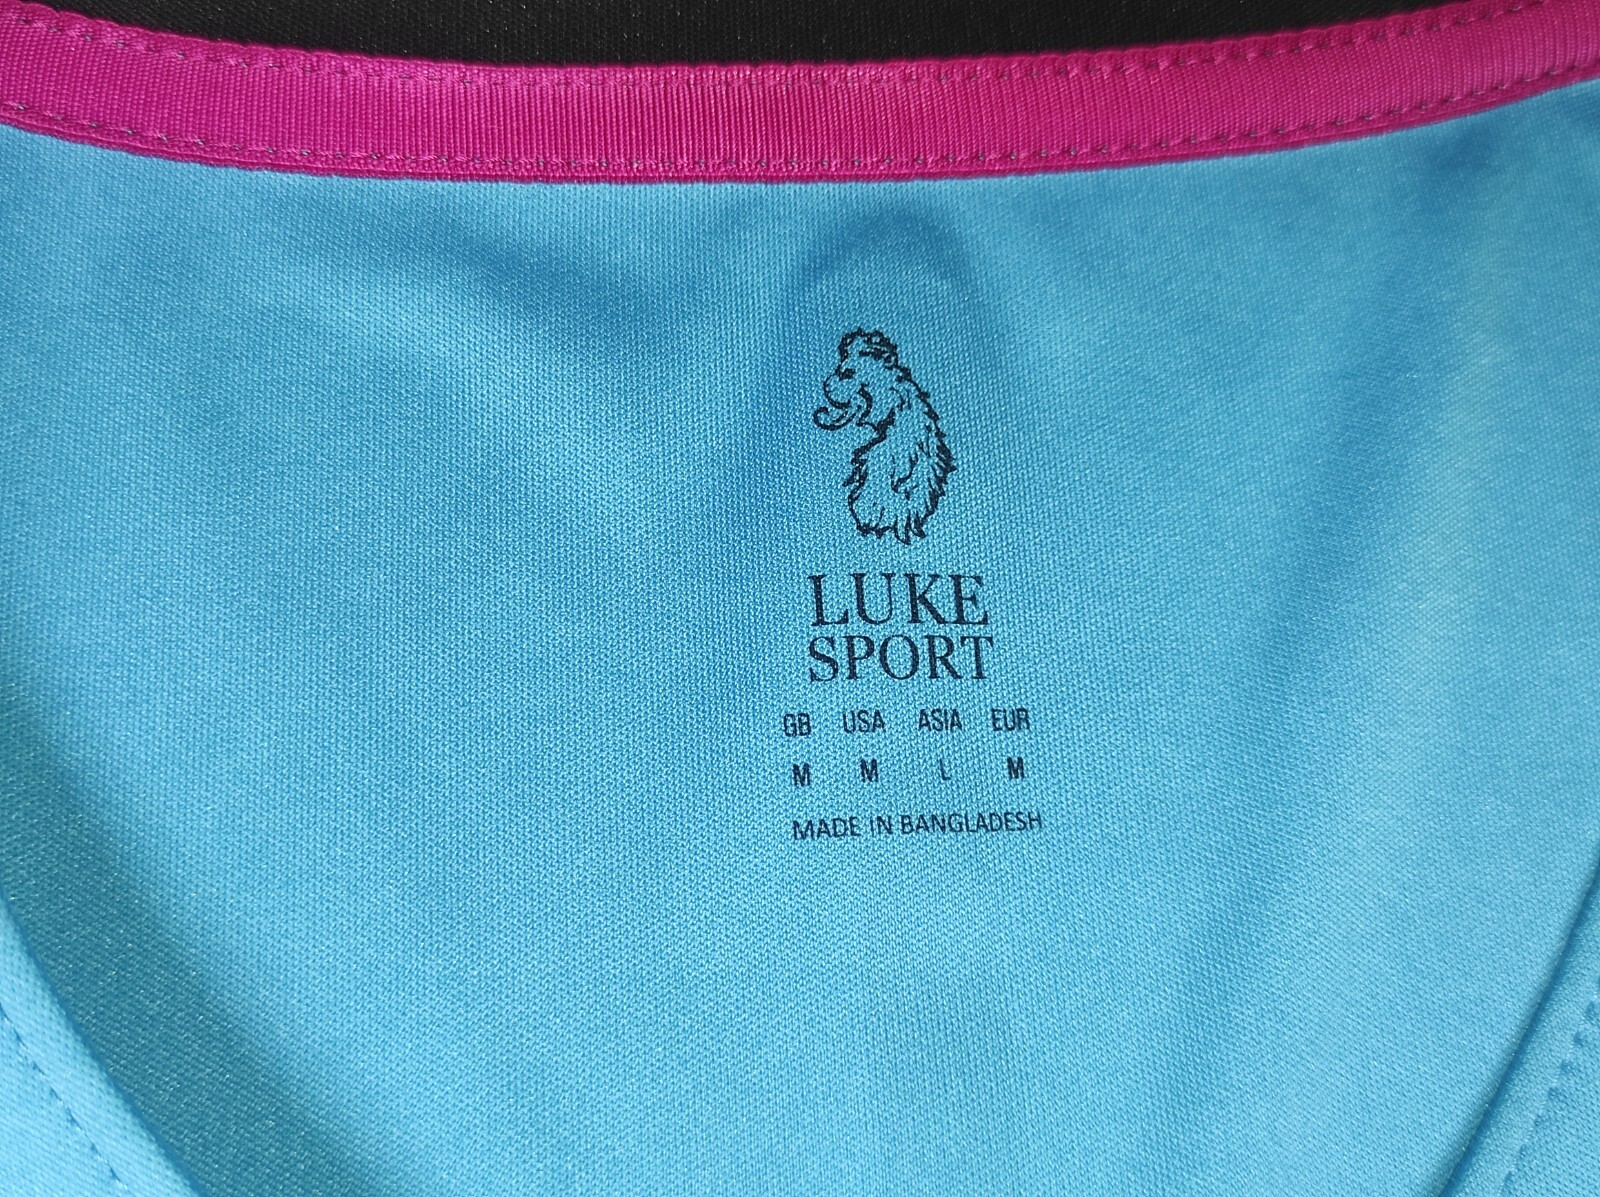 LUKE
SPORT
GB USA ASIA EUR
M M L M
MADE IN BANGLADESH